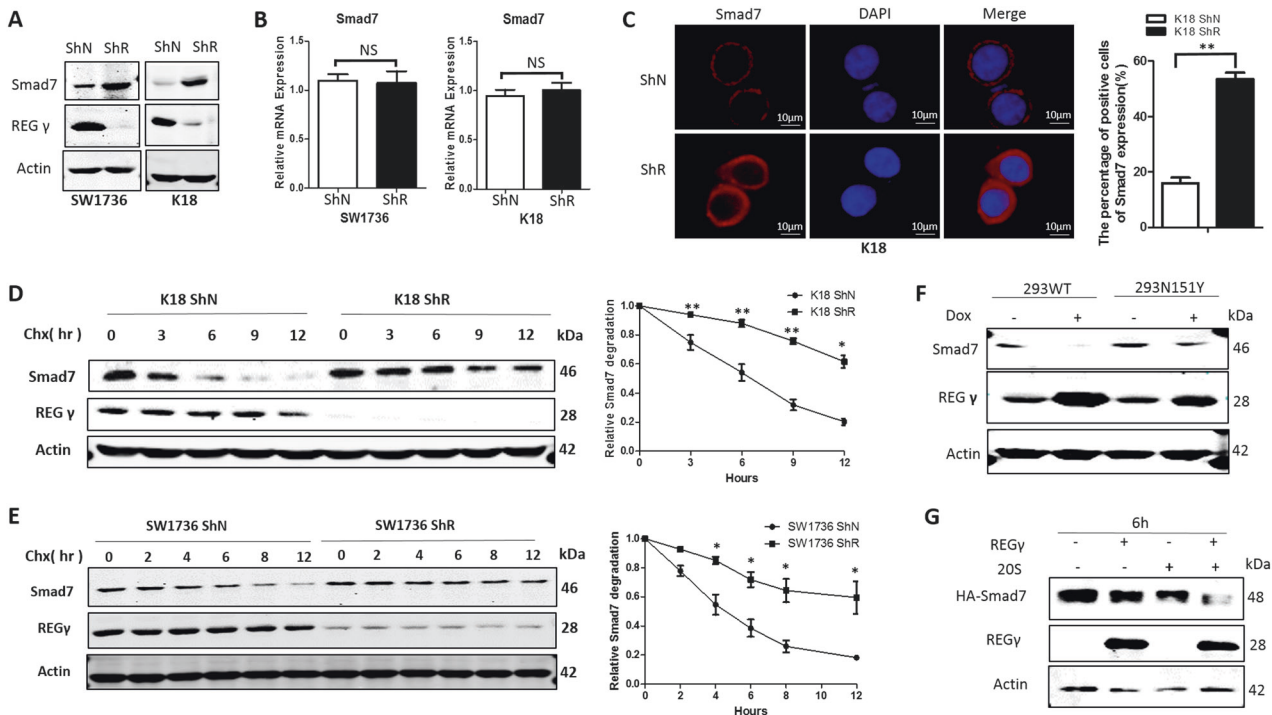 A
ShN ShR ShN ShR
Smad7
REG γ
Actin
SW1736 K18
B
Smad7
Relative mRNA Expression
1.5
1.0
0.5
0.0
NS
ShN ShR
SW1736
Smad7
Relative mRNA Expression
1.5
1.0
0.5
0.0
NS
ShN ShR
K18
C
Smad7 DAPI Merge
ShN
10μm 10μm 10μm
ShR
10μm 10μm 10μm
K18
K18 ShN
K18 ShR
The percentage of positive cells
of Smad7 expression(%)
60
40
20
0
**
D
K18 ShN K18 ShR
Chx( hr ) 0 3 6 9 12 0 3 6 9 12 kDa
Smad7 46
REG γ 28
Actin 42
Relative Smad7 degradation
1.0
0.8
0.6
0.4
0.2
0.0
** ** ** *
K18 ShN
K18 ShR
0 3 6 9 12
Hours
E
SW1736 ShN SW1736 ShR
Chx( hr ) 0 2 4 6 8 12 0 2 4 6 8 12 kDa
Smad7 46
REGγ 28
Actin 42
Relative Smad7 degradation
1.0
0.8
0.6
0.4
0.2
0.0
* * * *
SW1736 ShN
SW1736 ShR
0 2 4 6 8 10 12
Hours
F
293WT 293N151Y
Dox - + - + kDa
Smad7 46
REG γ 28
Actin 42
G
6h
REGγ - + - +
20S - - + + kDa
HA-Smad7 48
REGγ 28
Actin 42